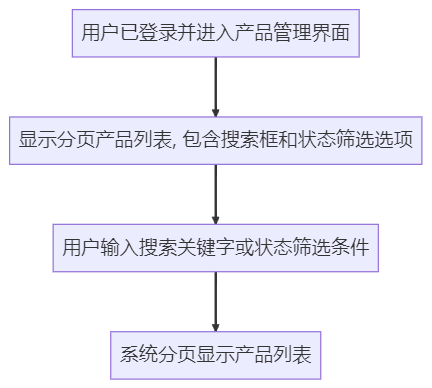 用户已登录并进入产品管理界面
显示分页产品列表, 包含搜索框和状态筛选选项
用户输入搜索关键字或状态筛选条件
系统分页显示产品列表